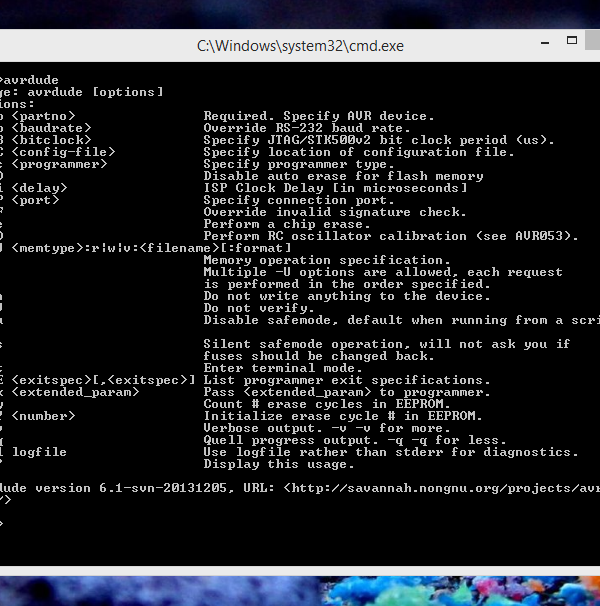 C:\Windows\system32\cmd.exe
>avrdude
ge: avrdude [options]
ions:
<partno> Required. Specify AVR device.
<baudrate> Override RS-232 baud rate.
<bitclock> Specify JTAG/STK500v2 bit clock period (us).
<config-file> Specify location of configuration file.
<programmer> Specify programmer type.
Disable auto erase for flash memory
<delay> ISP Clock Delay [in microseconds]
<port> Specify connection port.
Override invalid signature check.
Perform a chip erase.
Perform RC oscillator calibration (see AVR053).
<memtype>:r|w|v:<filename>[:format]
Memory operation specification.
Multiple -U options are allowed, each request
is performed in the order specified.
Do not write anything to the device.
Do not verify.
Disable safemode, default when running from a scri
Silent safemode operation, will not ask you if
fuses should be changed back.
Enter terminal mode.
<exitspec>[,<exitspec>] List programmer exit specifications.
<extended_param> Pass <extended_param> to programmer.
Count # erase cycles in EEPROM.
<number> Initialize erase cycle # in EEPROM.
Verbose output. -v -v for more.
Quell progress output. -q -q for less.
logfile Use logfile rather than stderr for diagnostics.
Display this usage.
dude version 6.1-svn-20131205, URL: <http://savannah.nongnu.org/projects/avr
/>
>